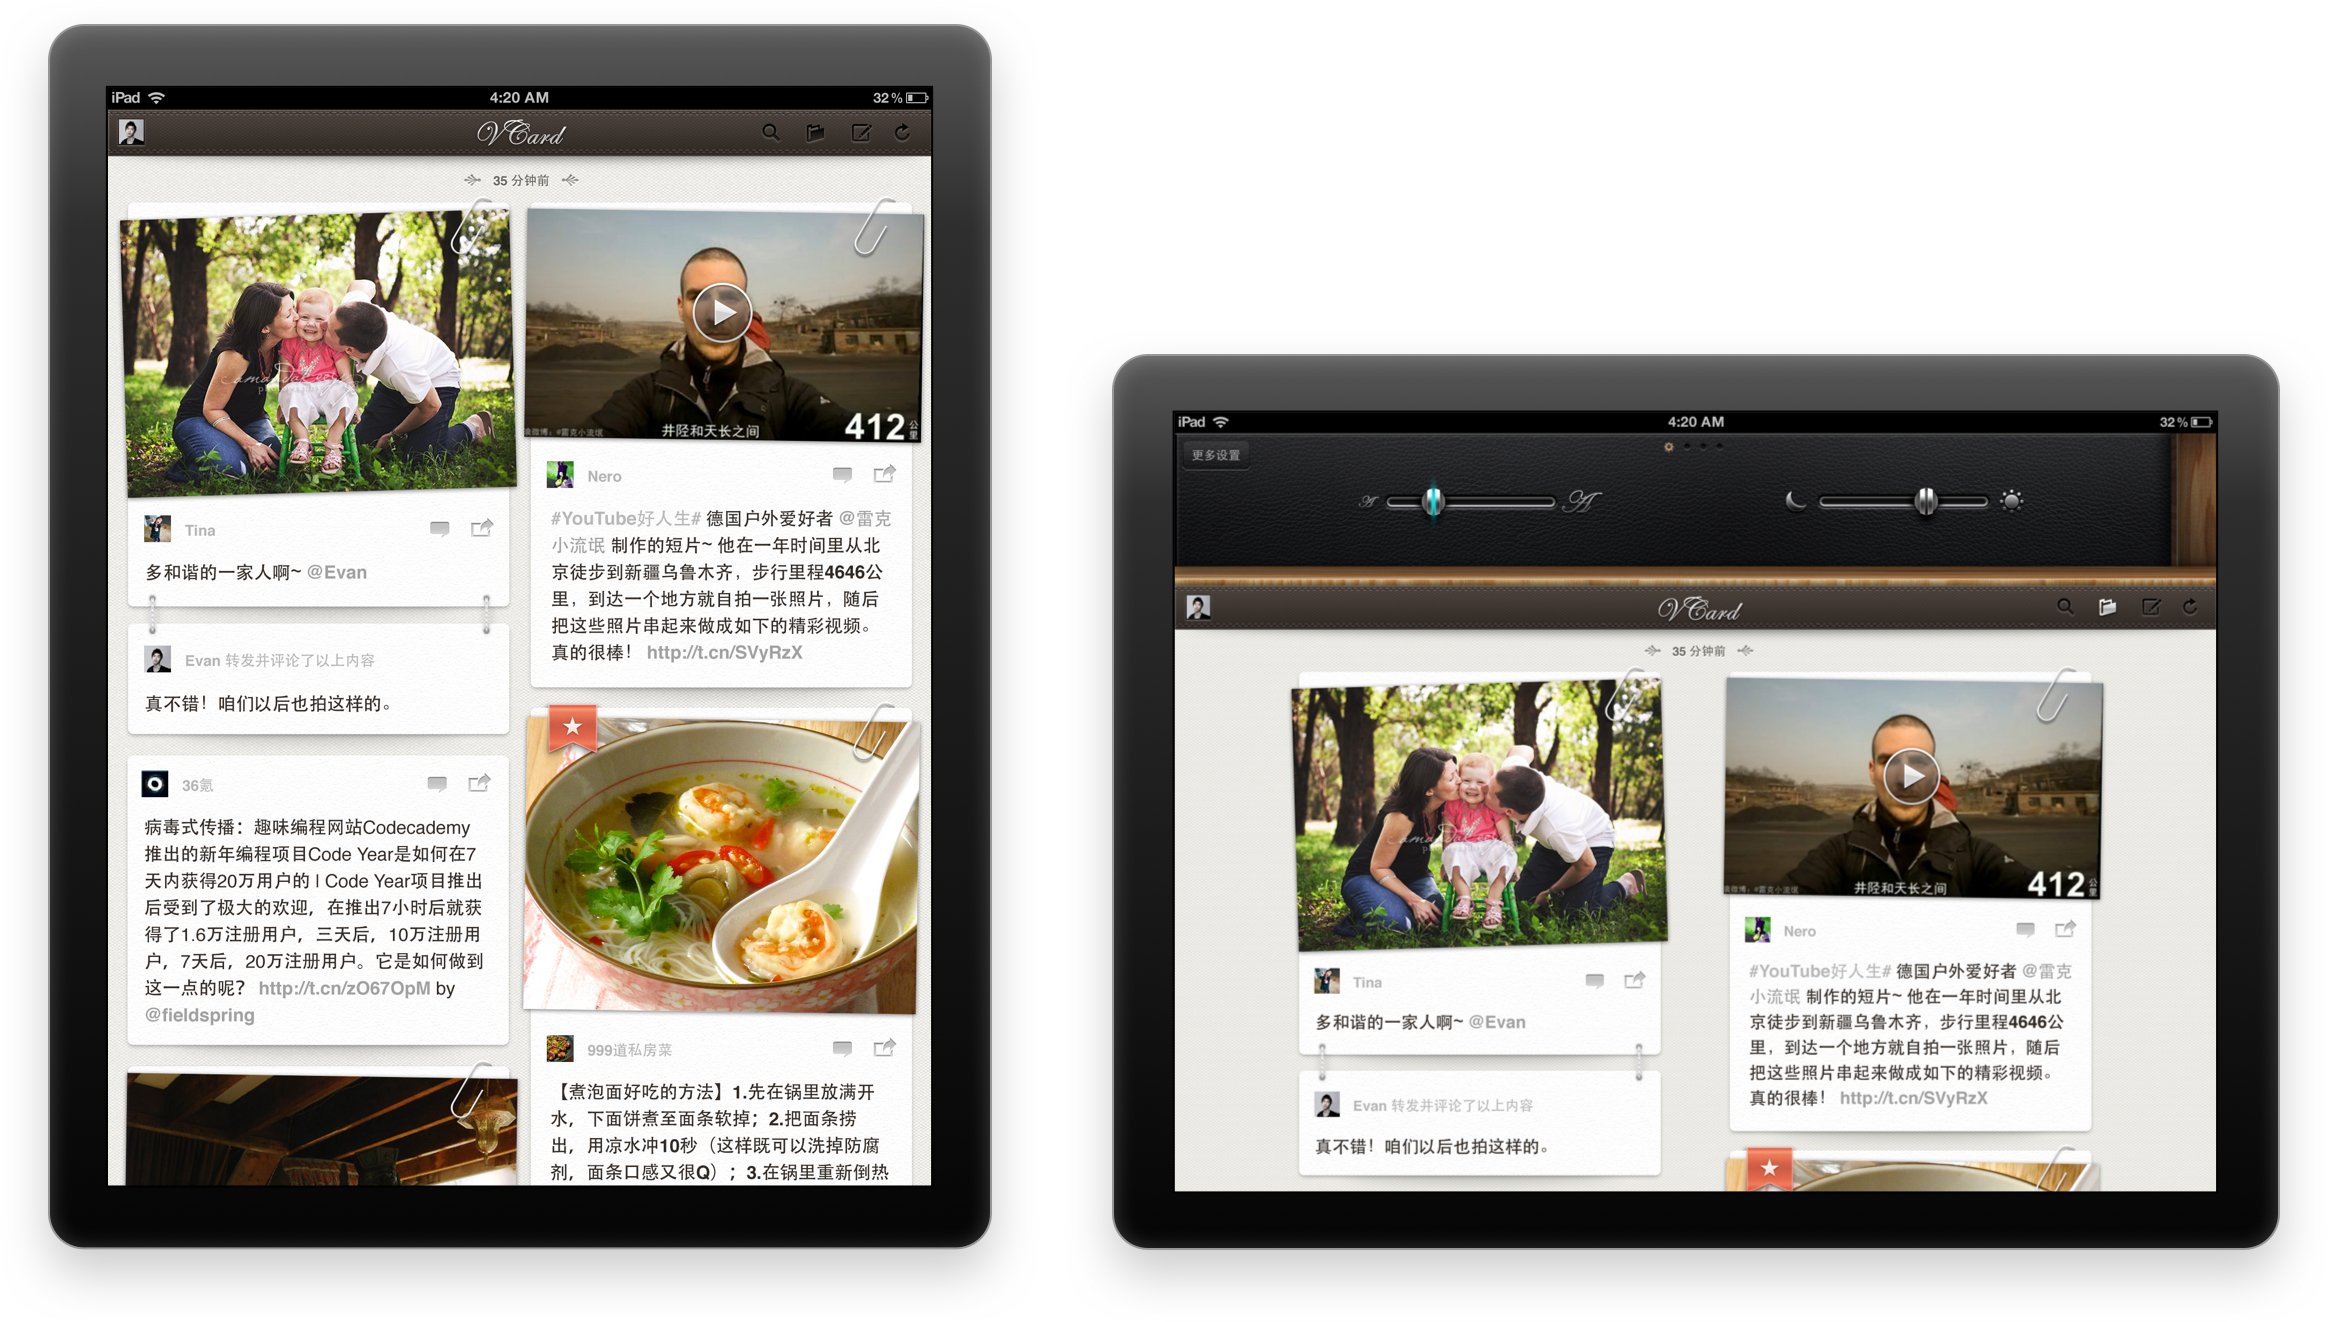 iPad
4:20 AM
32%
VCard
35 分钟前
井陉和天长之间
412 公里
Tina
多和谐的一家人啊~ @Evan
Evan 转发并评论了以上内容
真不错！咱们以后也拍这样的。
36氪
病毒式传播：趣味编程网站Codecademy
推出的新年编程项目Code Year是如何在7
天内获得20万用户的 | Code Year项目推出
后受到了极大的欢迎，在推出7小时后就获
得了1.6万注册用户，三天后，10万注册用
户，7天后，20万注册用户。它是如何做到
这一点的呢？ http://t.cn/zO67OpM by
@fieldspring
Nero
#YouTube好人生# 德国户外爱好者 @雷克
小流氓 制作的短片~ 他在一年时间里从北
京徒步到新疆乌鲁木齐，步行里程4646公
里，到达一个地方就自拍一张照片，随后
把这些照片串起来做成如下的精彩视频。
真的很棒！ http://t.cn/SVyRzX
999道私房菜
【煮泡面好吃的方法】1.先在锅里放满开
水，下面饼煮至面条软掉；2.把面条捞
出，用凉水冲10秒（这样既可以洗掉防腐
剂，面条口感又很Q）；3.在锅里重新倒热
iPad
4:20 AM
32%
更多设置
A
A
VCard
35 分钟前
井陉和天长之间
412 公里
Tina
多和谐的一家人啊~ @Evan
Evan 转发并评论了以上内容
真不错！咱们以后也拍这样的。
Nero
#YouTube好人生# 德国户外爱好者 @雷克
小流氓 制作的短片~ 他在一年时间里从北
京徒步到新疆乌鲁木齐，步行里程4646公
里，到达一个地方就自拍一张照片，随后
把这些照片串起来做成如下的精彩视频。
真的很棒！ http://t.cn/SVyRzX